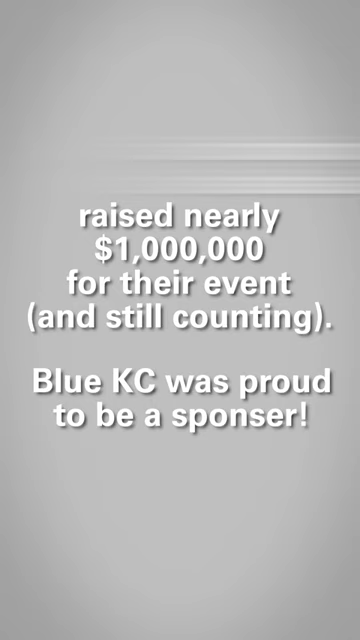 raised nearly
$1,000,000
for their event
(and still counting).
Blue KC was proud
to be a sponser!